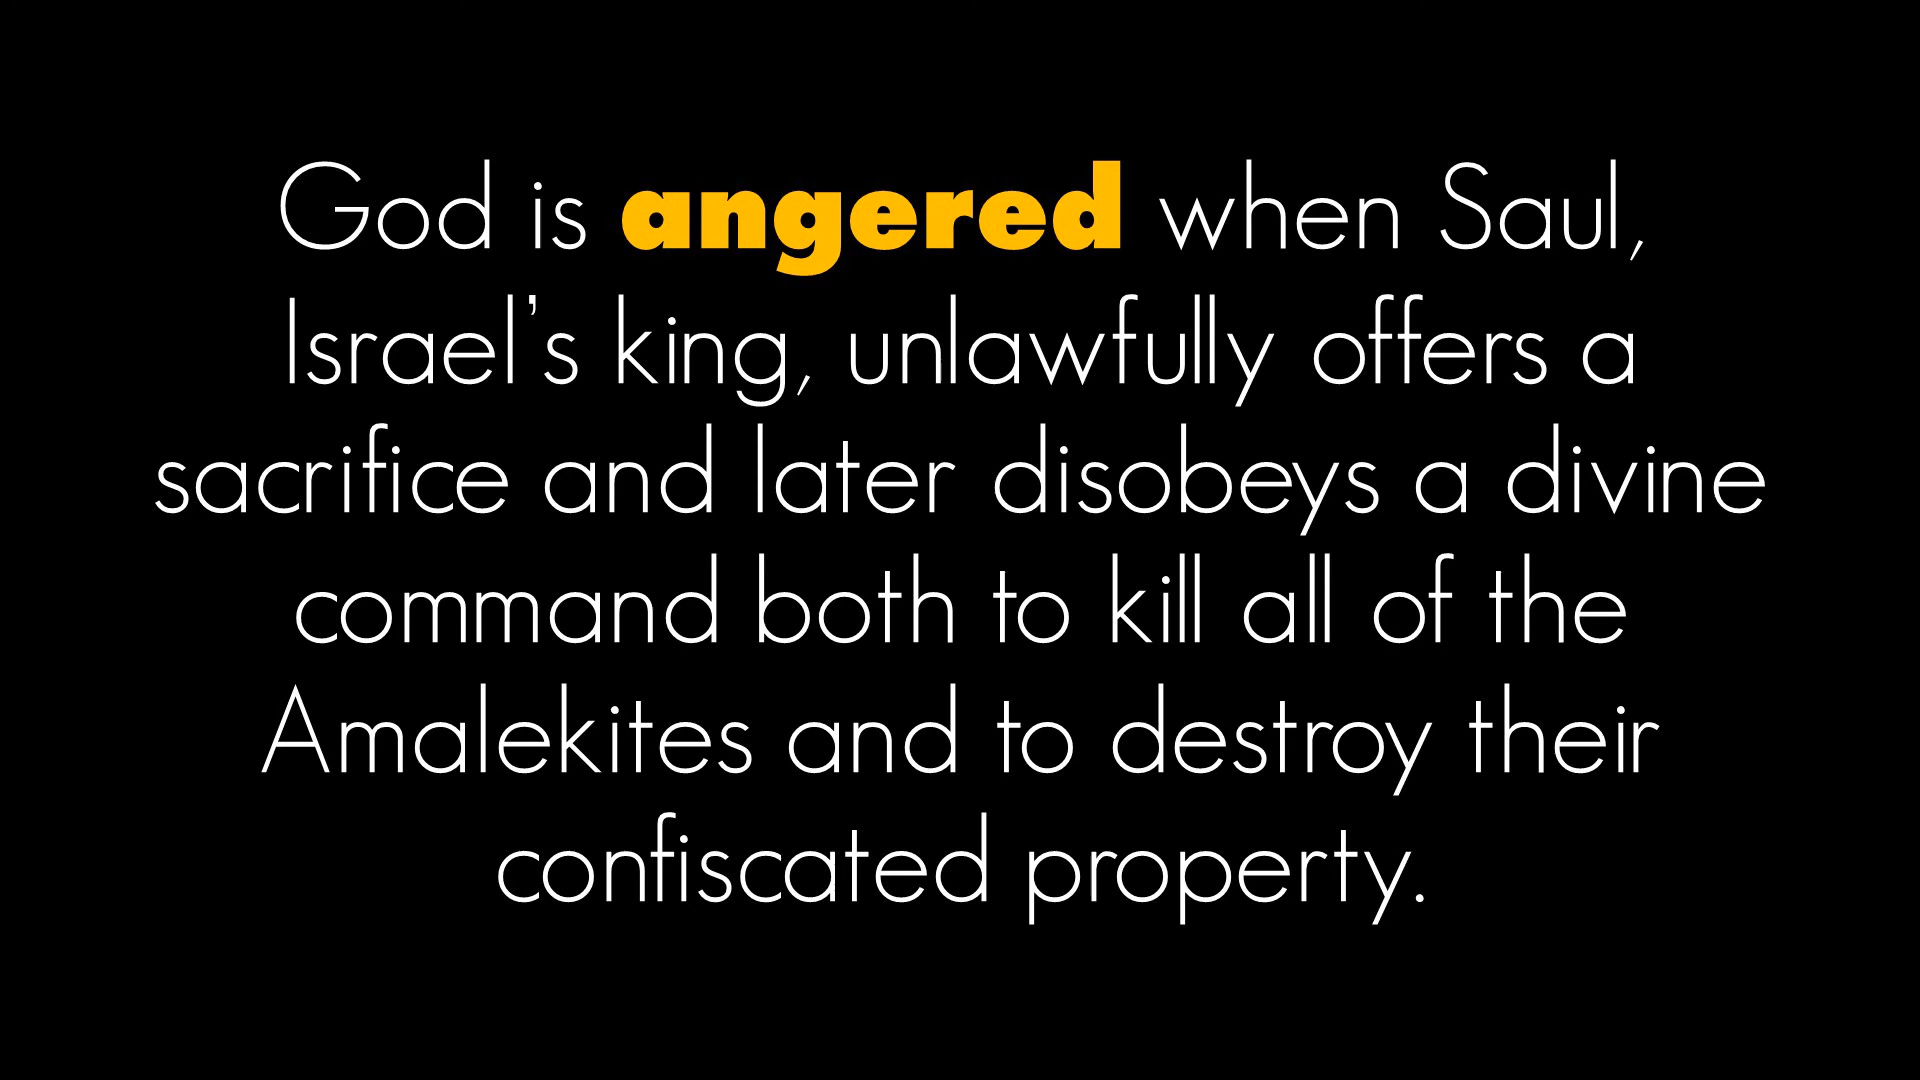 God is angered when Saul,
Israel’s king, unlawfully offers a
sacrifice and later disobeys a divine
command both to kill all of the
Amalekites and to destroy their
confiscated property.